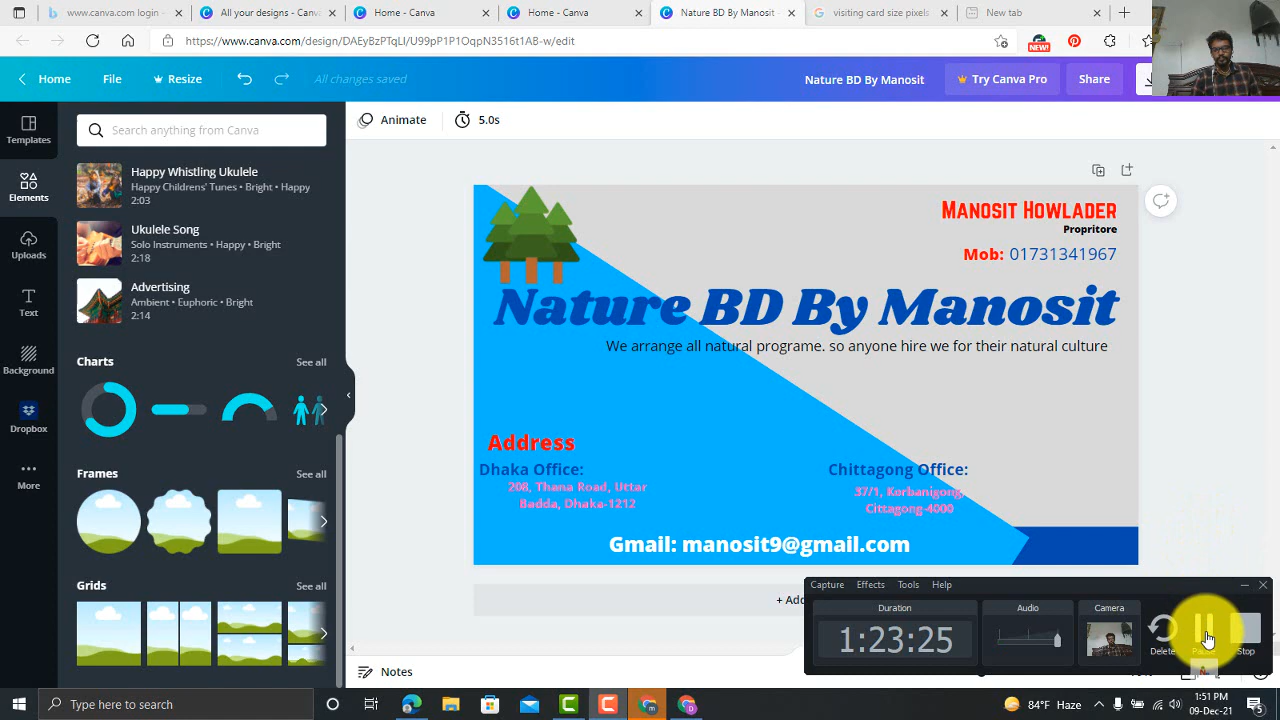 www.canva.com login -
All your designs - Canva
Home - Canva
Home - Canva
Nature BD By Manosit -
visiting card size pixels
New tab
https://www.canva.com/design/DAEyBzPTqLI/U99pP1P1OqpN3516t1AB-w/edit
NEW!
Home
File
Resize
All changes saved
Nature BD By Manosit
Try Canva Pro
Share
Templates
Elements
Uploads
Text
Background
Dropbox
More
Search anything from Canva
Happy Whistling Ukulele
Happy Childrens' Tunes • Bright • Happy
2:03
Ukulele Song
Solo Instruments • Happy • Bright
2:18
Advertising
Ambient • Euphoric • Bright
2:14
Charts
See all
Frames
See all
Grids
See all
Animate
5.0s
Manosit Howlader
Propritore
Mob: 01731341967
Nature BD By Manosit
We arrange all natural programe. so anyone hire we for their natural culture
Address
Dhaka Office:
208, Thana Road, Uttar
Badda, Dhaka-1212
Chittagong Office:
37/1, Korbanigong,
Cittagong-4000
Gmail: manosit9@gmail.com
Notes
Capture
Effects
Tools
Help
Duration
1:23:25
Audio
Camera
Delete
Pause
Stop
Type here to search
84°F Haze
1:51 PM
09-Dec-21